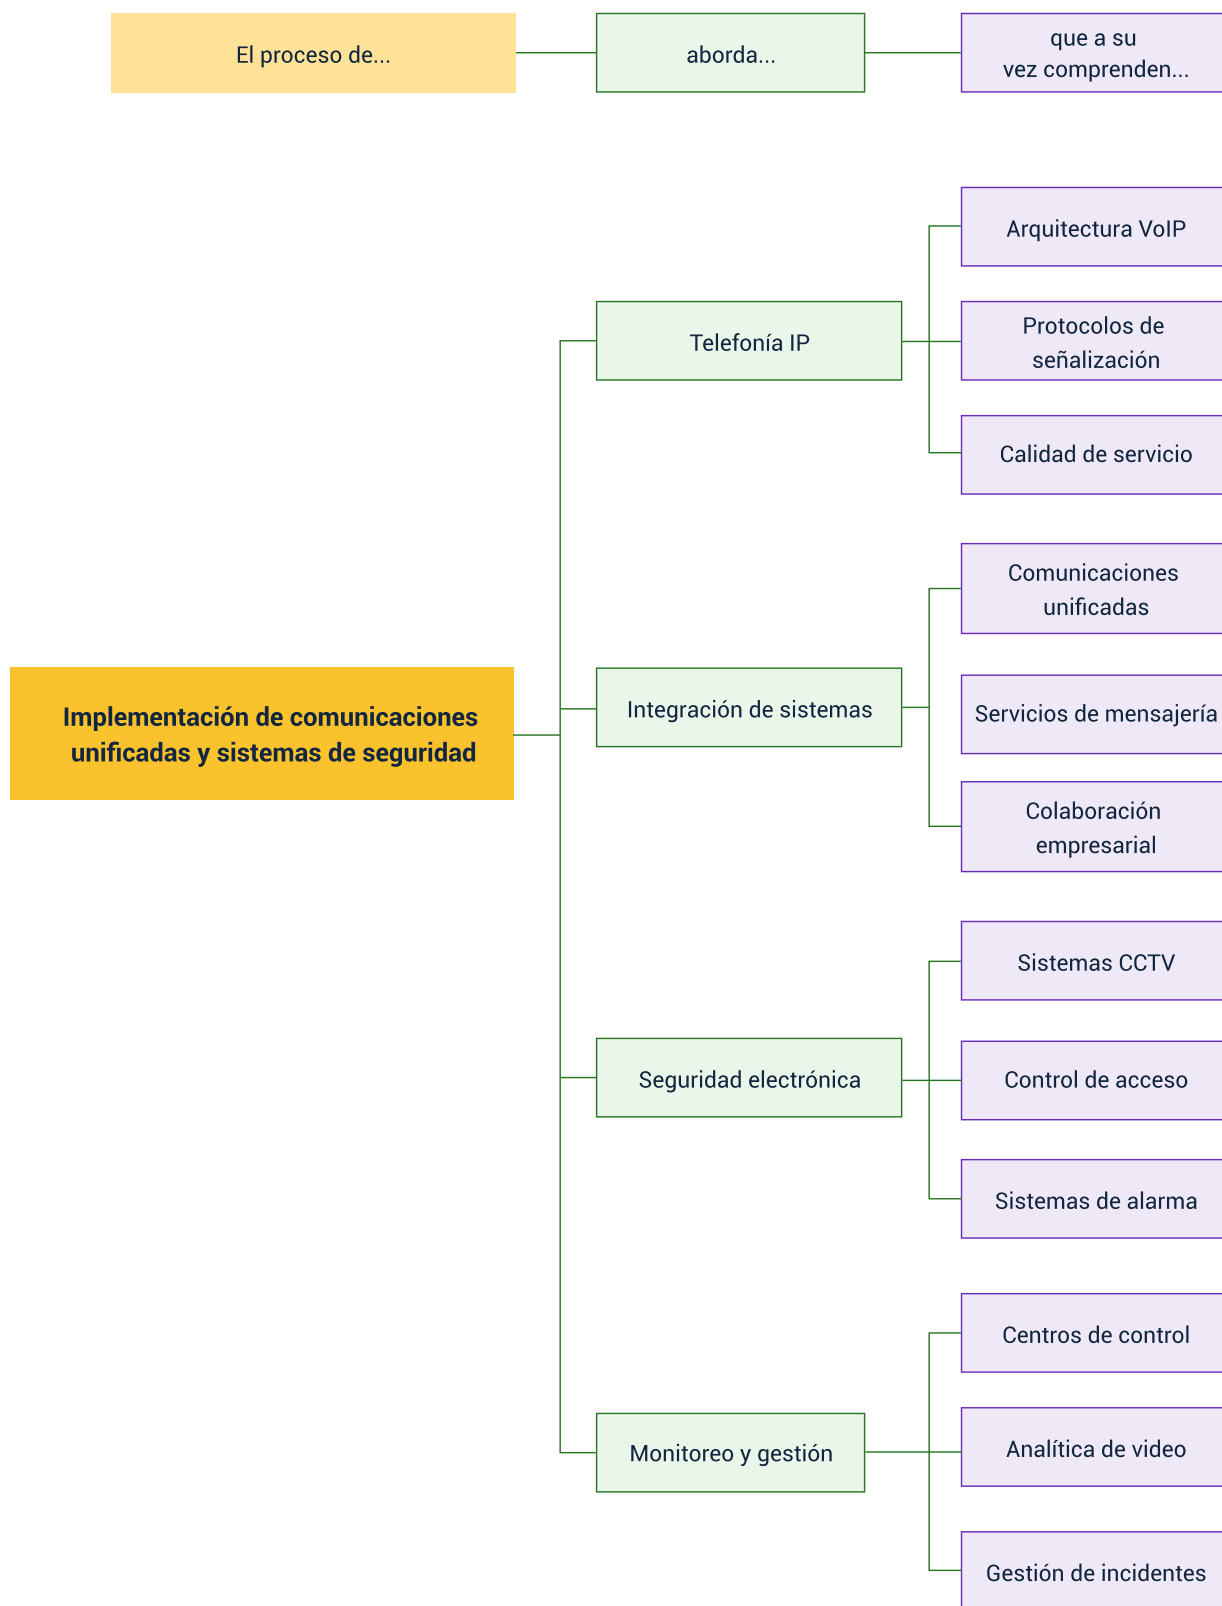 El proceso de...
aborda...
que a su
vez comprenden...
Arquitectura VoIP
Telefonía IP
Protocolos de
señalización
Calidad de servicio
Implementación de comunicaciones
unificadas y sistemas de seguridad
Integración de sistemas
Comunicaciones
unificadas
Servicios de mensajería
Colaboración
empresarial
Seguridad electrónica
Sistemas CCTV
Control de acceso
Sistemas de alarma
Monitoreo y gestión
Centros de control
Analítica de video
Gestión de incidentes